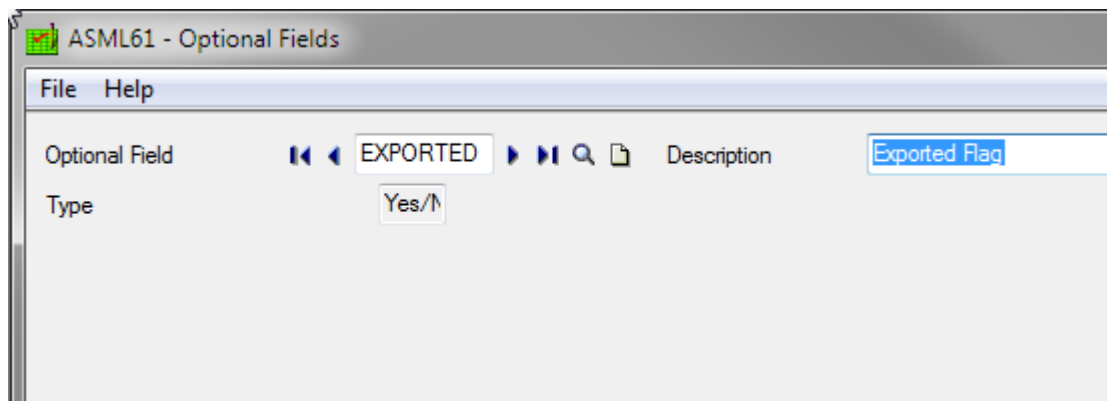 ASML61 - Optional Fields
File Help
Optional Field EXPORTED Description Exported Flag
Type Yes/N